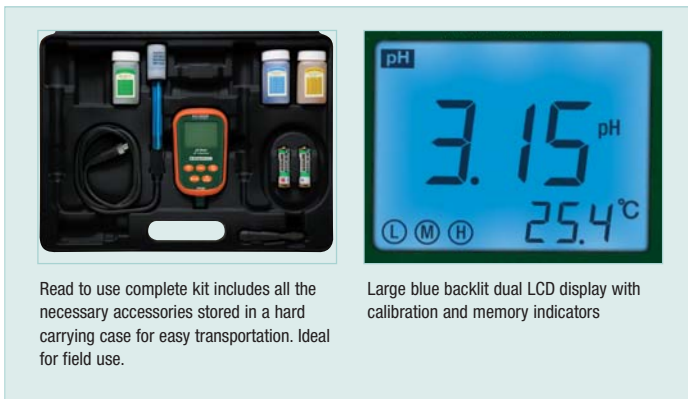 pH
3.15 pH
25.4 °C
L M H
Read to use complete kit includes all the
necessary accessories stored in a hard
carrying case for easy transportation. Ideal
for field use.
Large blue backlit dual LCD display with
calibration and memory indicators